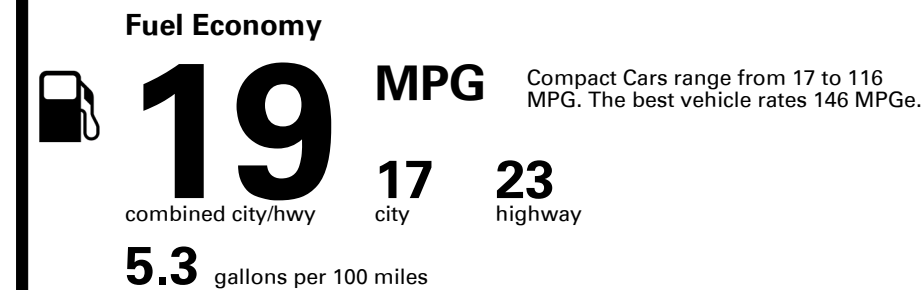 Fuel Economy
19 MPG
Compact Cars range from 17 to 116
MPG. The best vehicle rates 146 MPGe.
17 23
combined city/hwy city highway
5.3 gallons per 100 miles